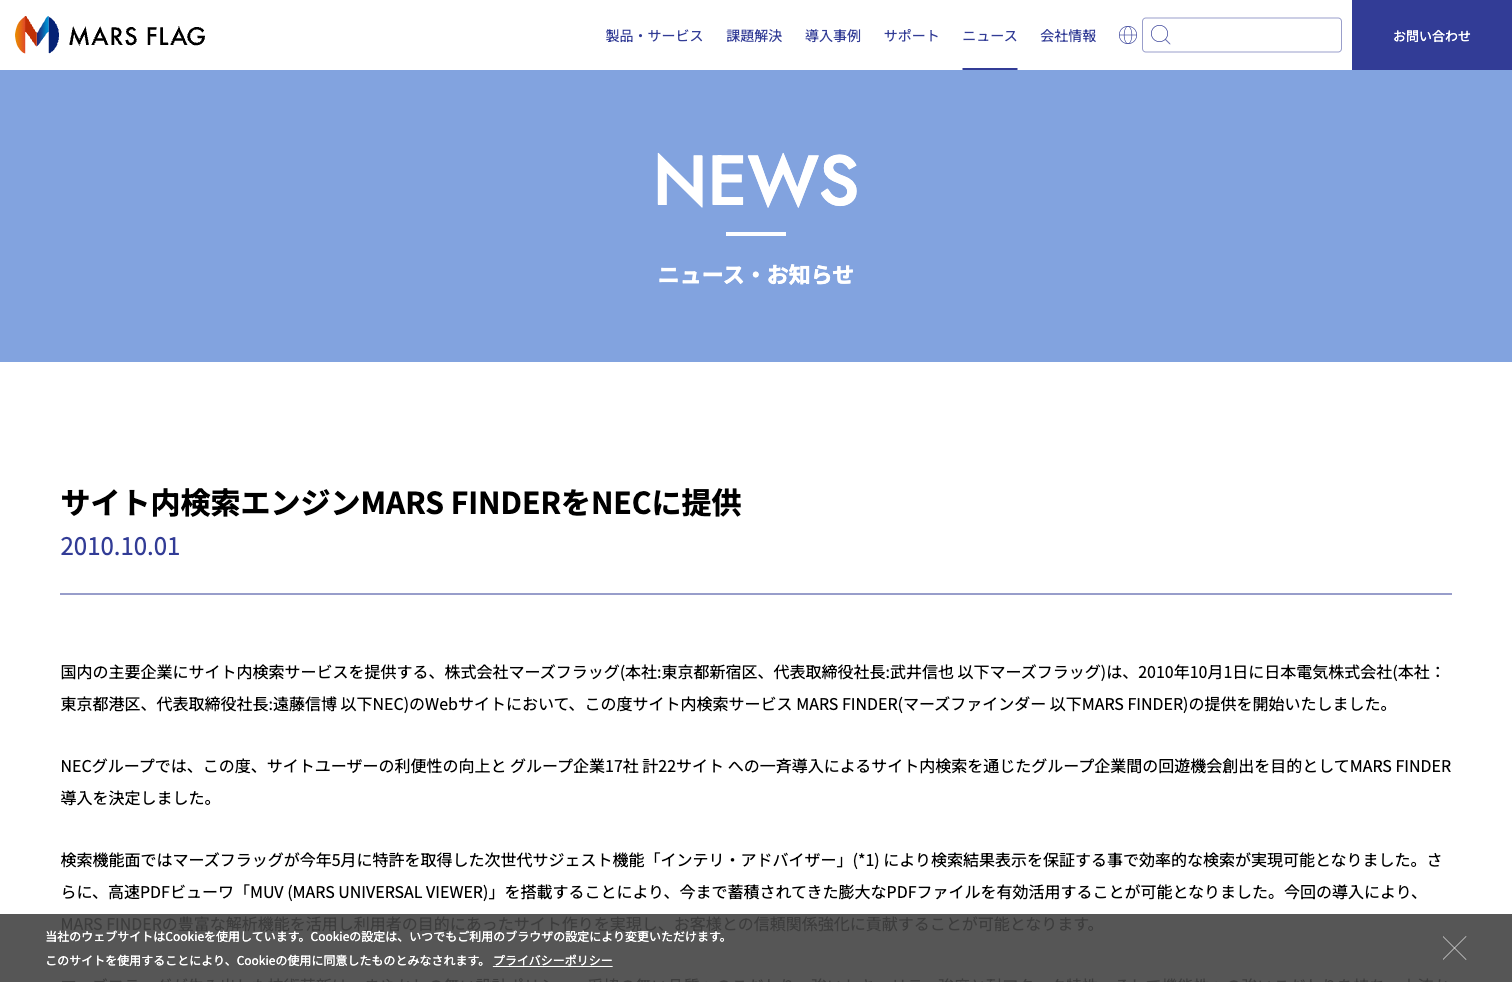 MARS FLAG
製品・サービス 課題解決 導入事例 サポート ニュース 会社情報 お問い合わせ
NEWS
ニュース・お知らせ
サイト内検索エンジンMARS FINDERをNECに提供
2010.10.01
国内の主要企業にサイト内検索サービスを提供する、株式会社マーズフラッグ(本社:東京都新宿区、代表取締役社長:武井信也 以下マーズフラッグ)は、2010年10月1日に日本電気株式会社(本社：
東京都港区、代表取締役社長:遠藤信博 以下NEC)のWebサイトにおいて、この度サイト内検索サービス MARS FINDER(マーズファインダー 以下MARS FINDER)の提供を開始いたしました。
NECグループでは、この度、サイトユーザーの利便性の向上と グループ企業17社 計22サイト への一斉導入によるサイト内検索を通じたグループ企業間の回遊機会創出を目的としてMARS FINDER
導入を決定しました。
検索機能面ではマーズフラッグが今年5月に特許を取得した次世代サジェスト機能「インテリ・アドバイザー」(*1) により検索結果表示を保証する事で効率的な検索が実現可能となりました。さ
らに、高速PDFビューワ「MUV (MARS UNIVERSAL VIEWER)」を搭載することにより、今まで蓄積されてきた膨大なPDFファイルを有効活用することが可能となりました。今回の導入により、
MARS FINDERの豊富な解析機能を活用し利用者の目的にあったサイト作りを実現し、お客様との信頼関係強化に貢献することが可能となります。
当社のウェブサイトはCookieを使用しています。Cookieの設定は、いつでもご利用のブラウザの設定により変更いただけます。
このサイトを使用することにより、Cookieの使用に同意したものとみなされます。 プライバシーポリシー